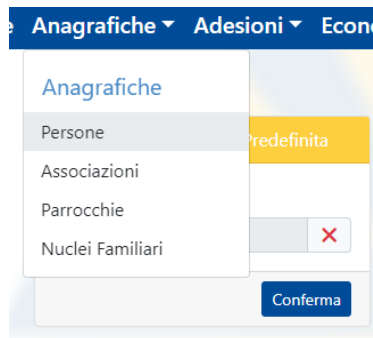 Anagrafiche Adesioni
Anagrafiche
Persone
Predefinita
Associazioni
Parrocchie
Nuclei Familiari
Conferma